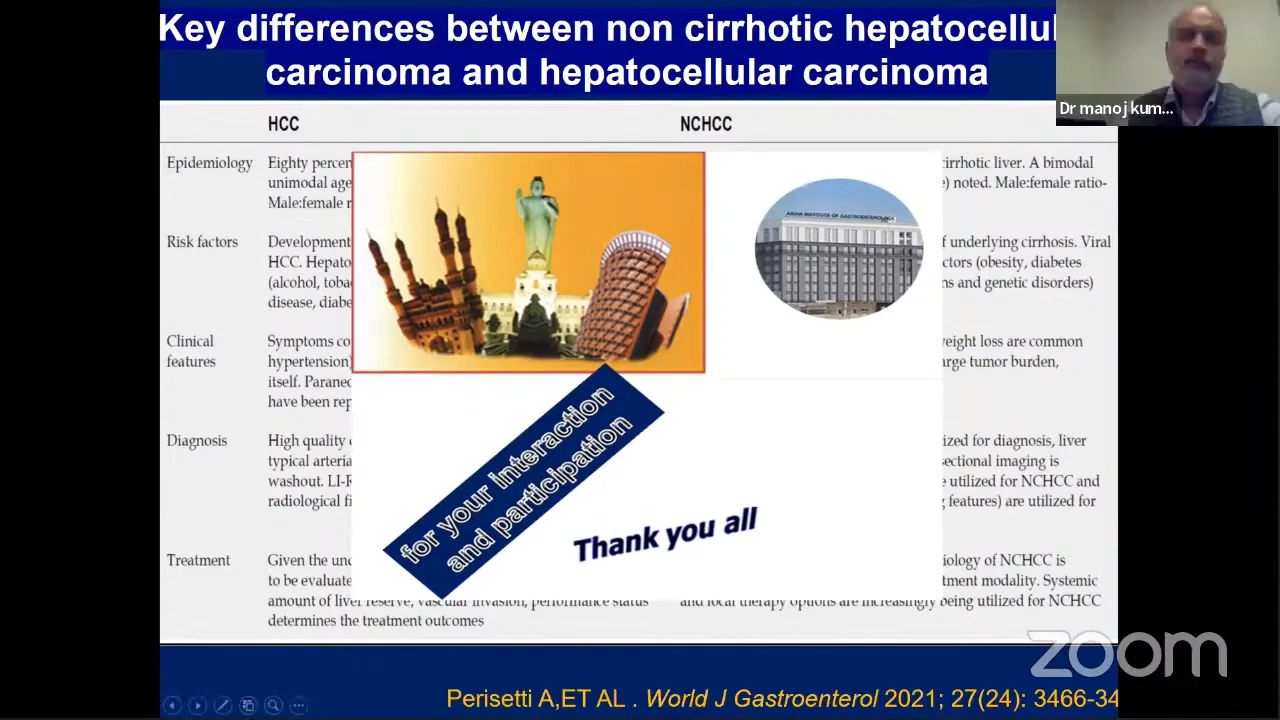 Key differences between non cirrhotic hepatocellul
carcinoma and hepatocellular carcinoma
Dr manoj kum...
HCC
NCHCC
Epidemiology
Eighty percen
unimodal age
Male:female r
cirrhotic liver. A bimodal
e) noted. Male:female ratio-
Risk factors
Development
HCC. Hepato
(alcohol, toba
disease, diabe
f underlying cirrhosis. Viral
ctors (obesity, diabetes
ns and genetic disorders)
Clinical
features
Symptoms co
hypertension)
itself. Paraneo
have been rep
weight loss are common
arge tumor burden,
Diagnosis
High quality
typical arteria
washout. LI-R
radiological fi
ized for diagnosis, liver
sectional imaging is
e utilized for NCHCC and
g features) are utilized for
Treatment
Given the und
to be evaluate
amount of liver reserve, vascular invasion, performance status
determines the treatment outcomes
iology of NCHCC is
tment modality. Systemic
and local therapy options are increasingly being utilized for NCHCC
ASIAN INSTITUTE OF GASTROENTEROLOGY
for your interaction
and participation
Thank you all
zoom
Perisetti A,ET AL . World J Gastroenterol 2021; 27(24): 3466-34